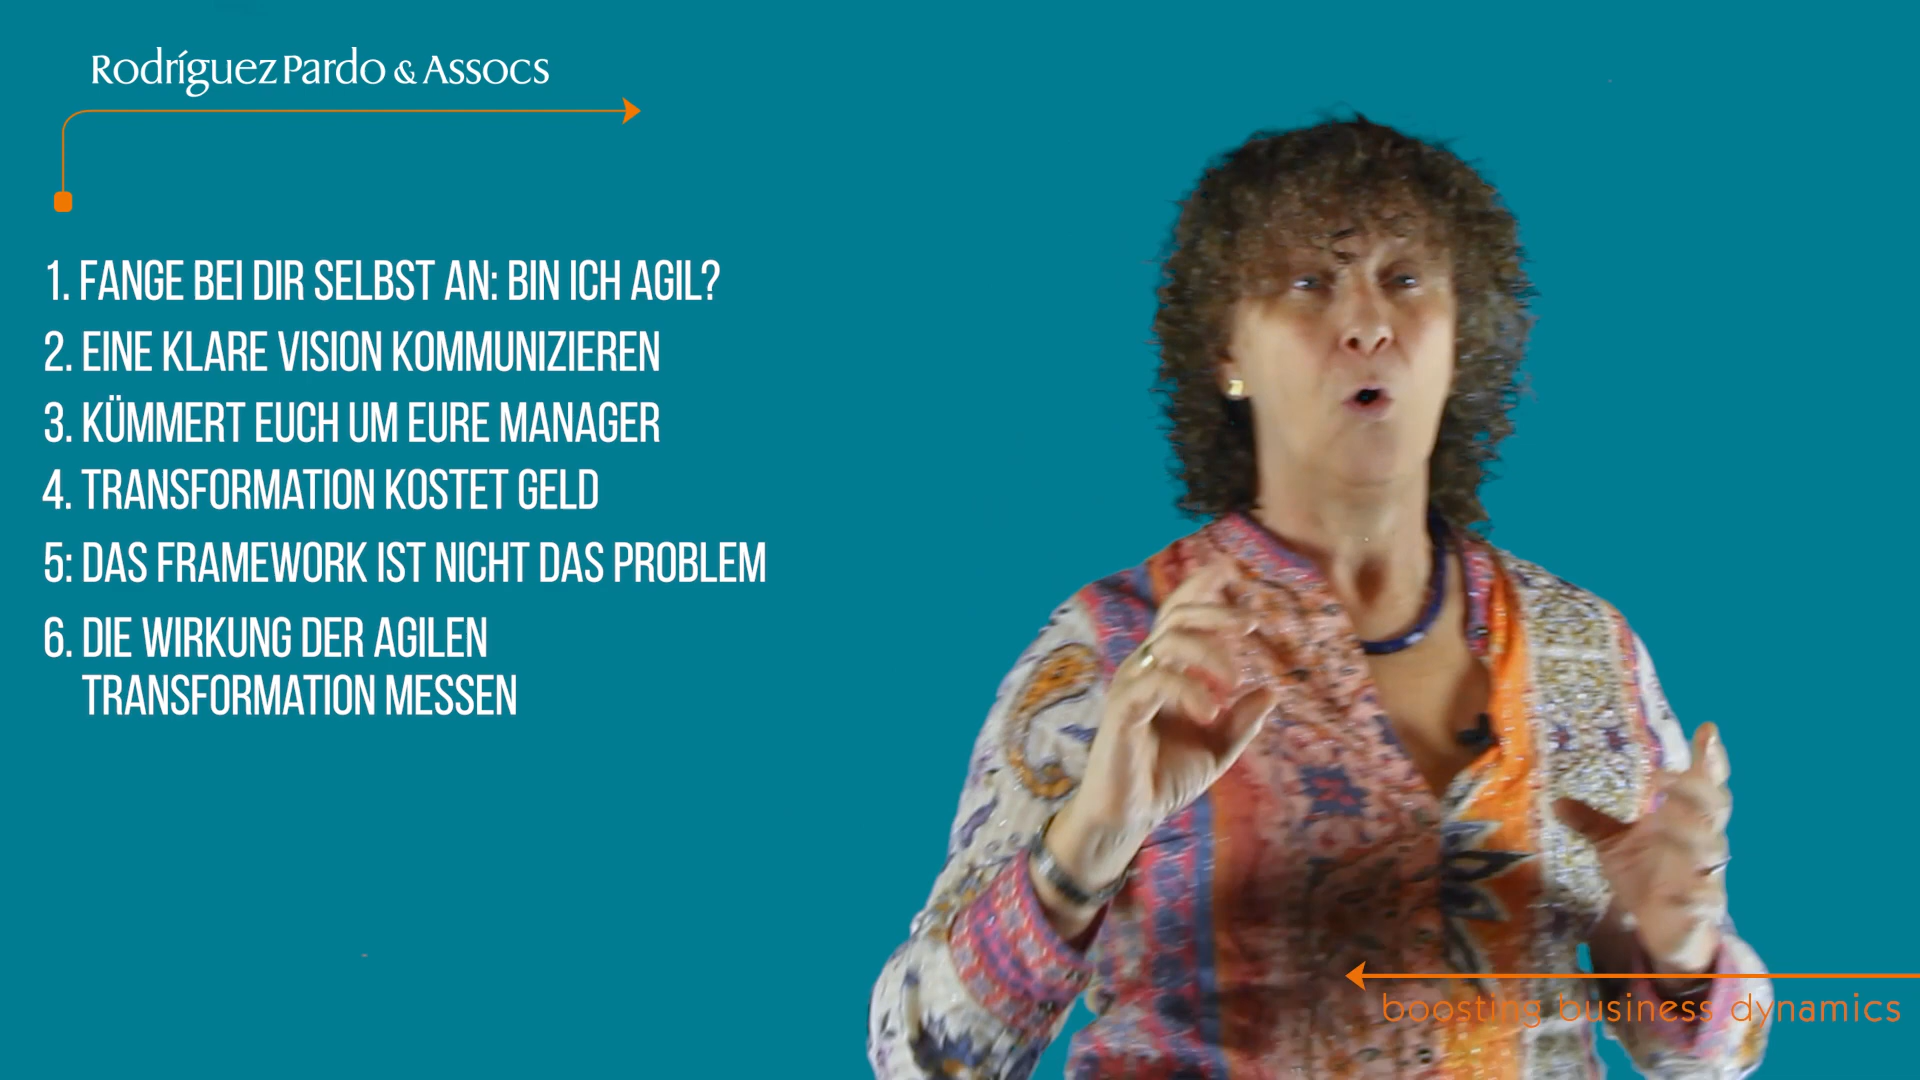 Rodríguez Pardo & Assocs
1. FANGE BEI DIR SELBST AN: BIN ICH AGIL?
2. EINE KLARE VISION KOMMUNIZIEREN
3. KÜMMERT EUCH UM EURE MANAGER
4. TRANSFORMATION KOSTET GELD
5: DAS FRAMEWORK IST NICHT DAS PROBLEM
6. DIE WIRKUNG DER AGILEN
TRANSFORMATION MESSEN
boosting business dynamics